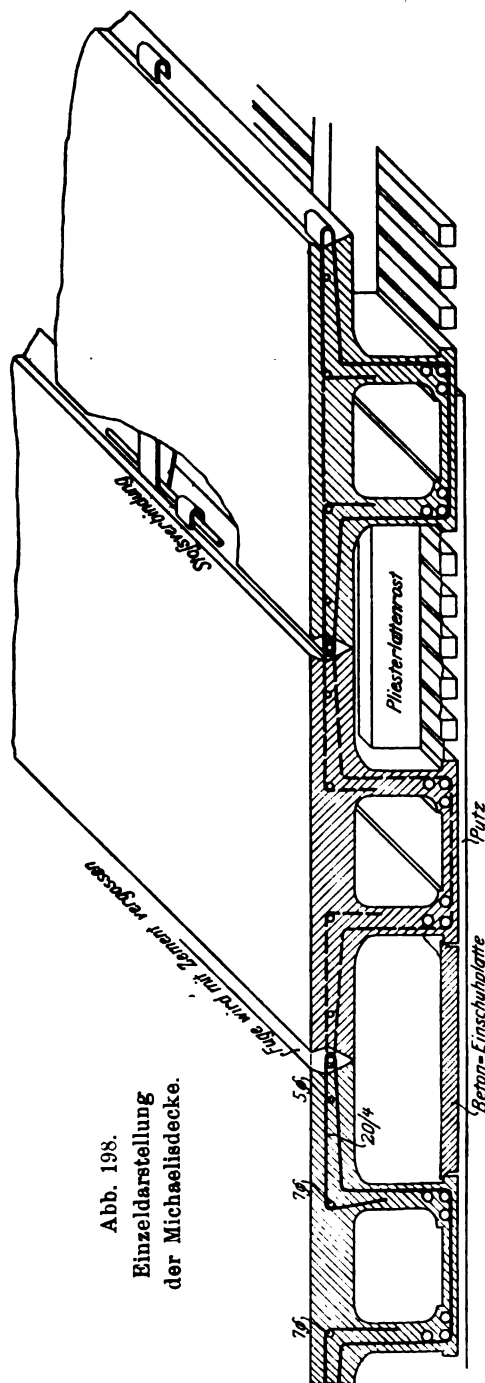 Abb. 198.
Einzeldarstellung
der Michaelisdecke.
Fuge wird mit Zement vergossen
Stoßverbindung
7ϕ
7ϕ
5ϕ
20/4
Pliesterlattenrost
Beton=Einschubplatte
Putz